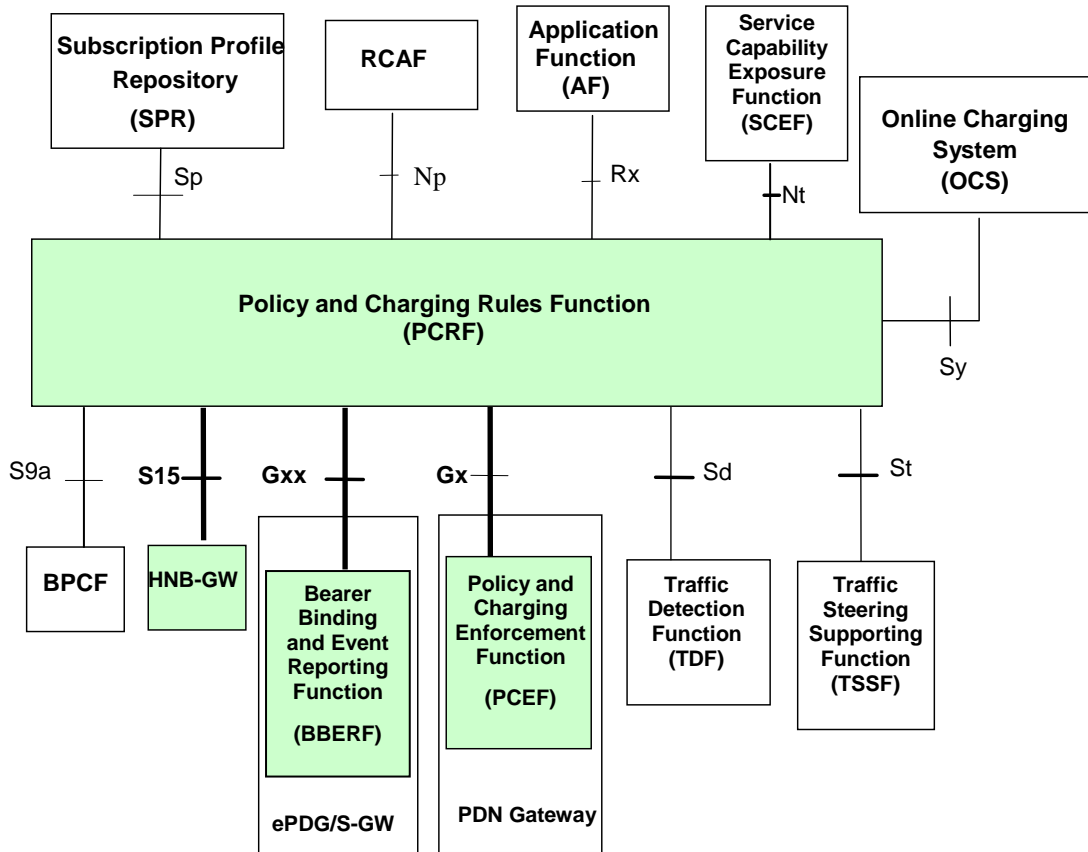 Subscription Profile
Repository
(SPR)
RCAF
Application
Function
(AF)
Service
Capability
Exposure
Function
(SCEF)
Online Charging
System
(OCS)
Sp
Np
Rx
Nt
Sy
Policy and Charging Rules Function
(PCRF)
S9a
S15
Gxx
Gx
Sd
St
BPCF
HNB-GW
Bearer
Binding
and Event
Reporting
Function
(BBERF)
ePDG/S-GW
Policy and
Charging
Enforcement
Function
(PCEF)
PDN Gateway
Traffic
Detection
Function
(TDF)
Traffic
Steering
Supporting
Function
(TSSF)